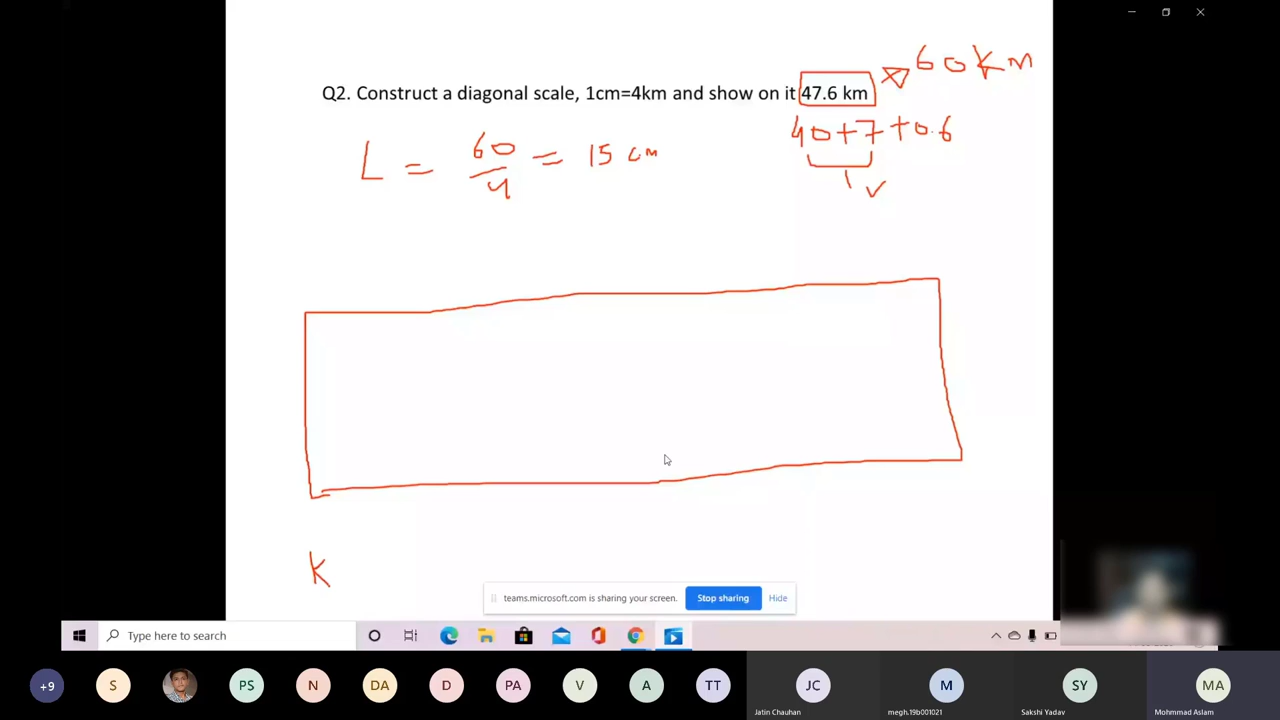 60Km
Q2. Construct a diagonal scale, 1cm=4km and show on it 47.6 km
40+7+0.6
L = 60/4 = 15 cm
K
teams.microsoft.com is sharing your screen.
Stop sharing
Hide
Type here to search
+9
S
PS
N
DA
D
PA
V
A
TT
JC
M
SY
MA
Jatin Chauhan
megh.19b001021
Sakshi Yadav
Mohmmad Aslam